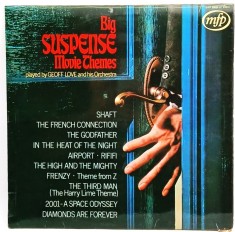 mfp
Big
SUSPENSE
Movie Themes
played by GEOFF LOVE and his Orchestra
SHAFT
THE FRENCH CONNECTION
THE GODFATHER
IN THE HEAT OF THE NIGHT
AIRPORT · RIFIFI
THE HIGH AND THE MIGHTY
FRENZY · Theme from Z
THE THIRD MAN
(The Harry Lime Theme)
2001-A SPACE ODYSSEY
DIAMONDS ARE FOREVER